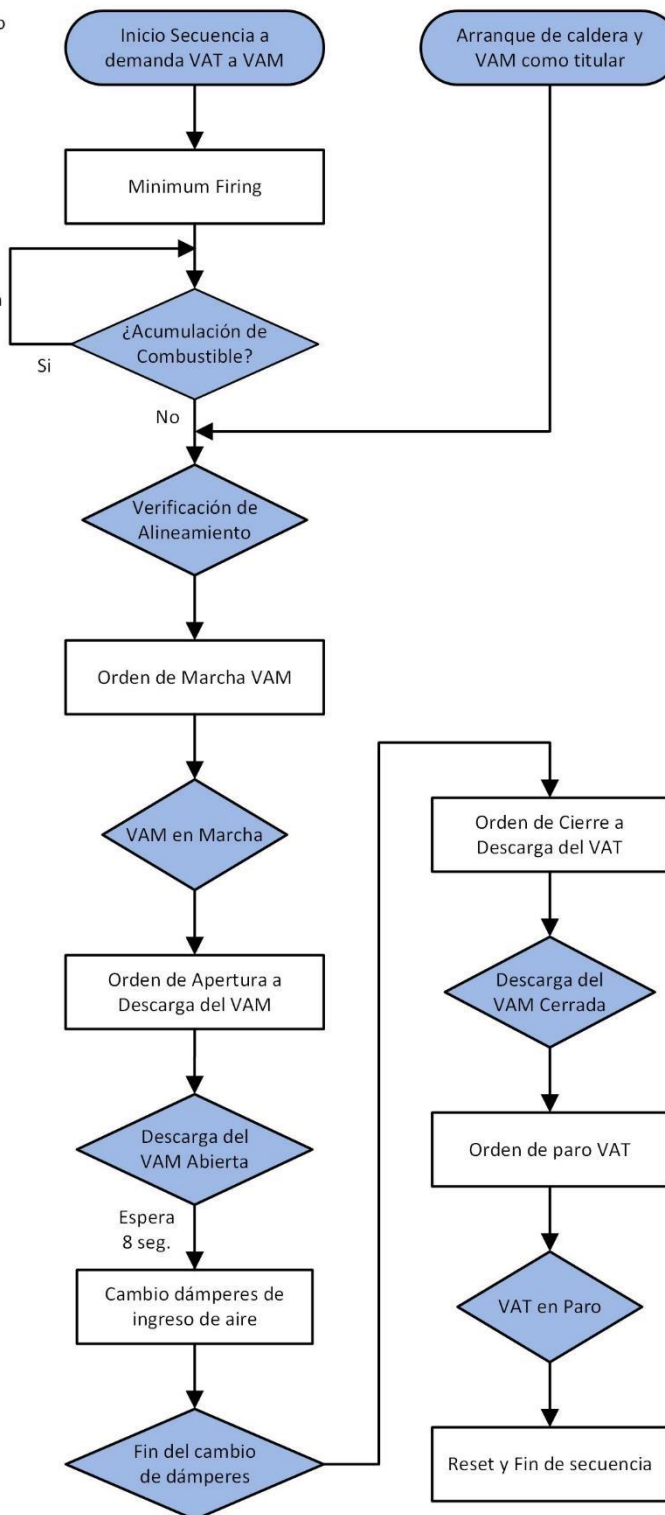 Inicio Secuencia a
demanda VAT a VAM
Minimum Firing
¿Acumulación de
Combustible?
Si
No
Verificación de
Alineamiento
Orden de Marcha VAM
VAM en Marcha
Orden de Apertura a
Descarga del VAM
Descarga del
VAM Abierta
Espera
8 seg.
Cambio dámperes de
ingreso de aire
Fin del cambio
de dámperes
Arranque de caldera y
VAM como titular
Orden de Cierre a
Descarga del VAT
Descarga del
VAM Cerrada
Orden de paro VAT
VAT en Paro
Reset y Fin de secuencia